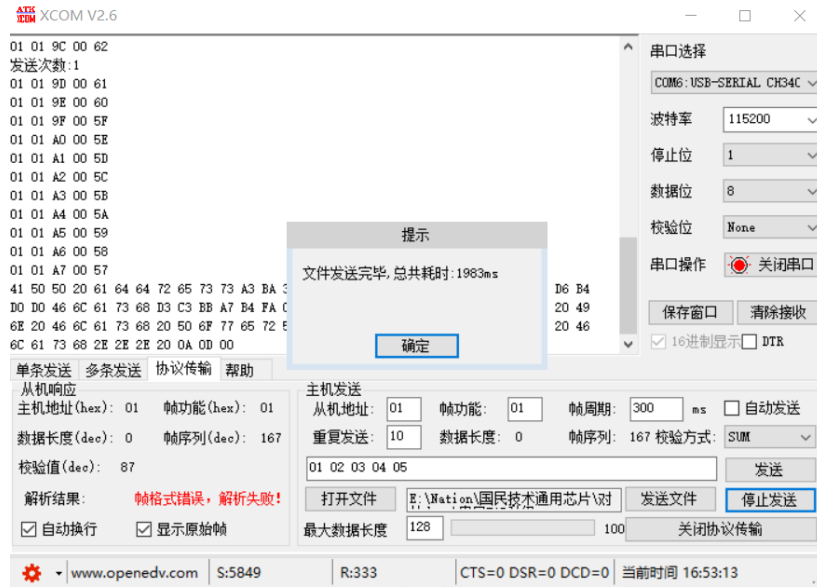 ATK XCOM XCOM V2.6
01 01 9C 00 62
发送次数:1
01 01 9D 00 61
01 01 9E 00 60
01 01 9F 00 5F
01 01 A0 00 5E
01 01 A1 00 5D
01 01 A2 00 5C
01 01 A3 00 5B
01 01 A4 00 5A
01 01 A5 00 59
01 01 A6 00 58
01 01 A7 00 57
41 50 50 20 61 64 64 72 65 73 73 A3 BA D6 B4
D0 D0 46 6C 61 73 68 D3 C3 BB A7 B4 FA 20 49
6E 20 46 6C 61 73 68 20 50 6F 77 65 72 20 46
6C 61 73 68 2E 2E 2E 20 0A 0D 00
提示
文件发送完毕,总共耗时:1983ms
确定
串口选择
COM6:USB-SERIAL CH340
波特率 115200
停止位 1
数据位 8
校验位 None
串口操作 关闭串口
保存窗口 清除接收
16进制显示 DTR
单条发送 多条发送 协议传输 帮助
从机响应
主机地址(hex): 01 帧功能(hex): 01
数据长度(dec): 0 帧序列(dec): 167
校验值(dec): 87
解析结果: 帧格式错误，解析失败!
自动换行 显示原始帧
主机发送
从机地址: 01 帧功能: 01 帧周期: 300 ms 自动发送
重复发送: 10 数据长度: 0 帧序列: 167 校验方式: SUM
01 02 03 04 05 发送
打开文件 E:\Nation\国民技术通用芯片\对 发送文件 停止发送
最大数据长度 128 100 关闭协议传输
www.openedv.com S:5849 R:333 CTS=0 DSR=0 DCD=0 当前时间 16:53:13